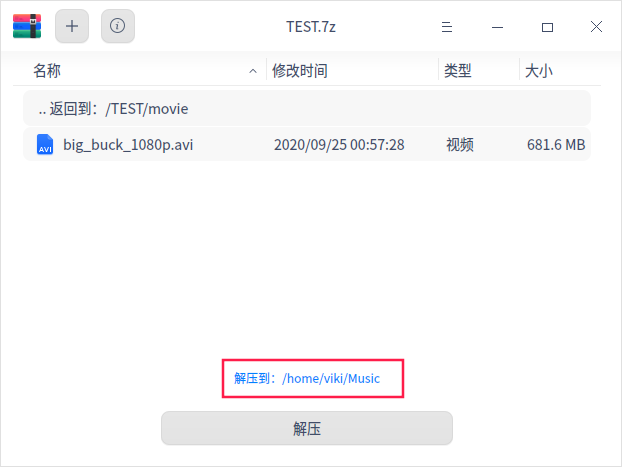 TEST.7z
名称 修改时间 类型 大小
.. 返回到：/TEST/movie
AVI big_buck_1080p.avi 2020/09/25 00:57:28 视频 681.6 MB
解压到：/home/viki/Music
解压